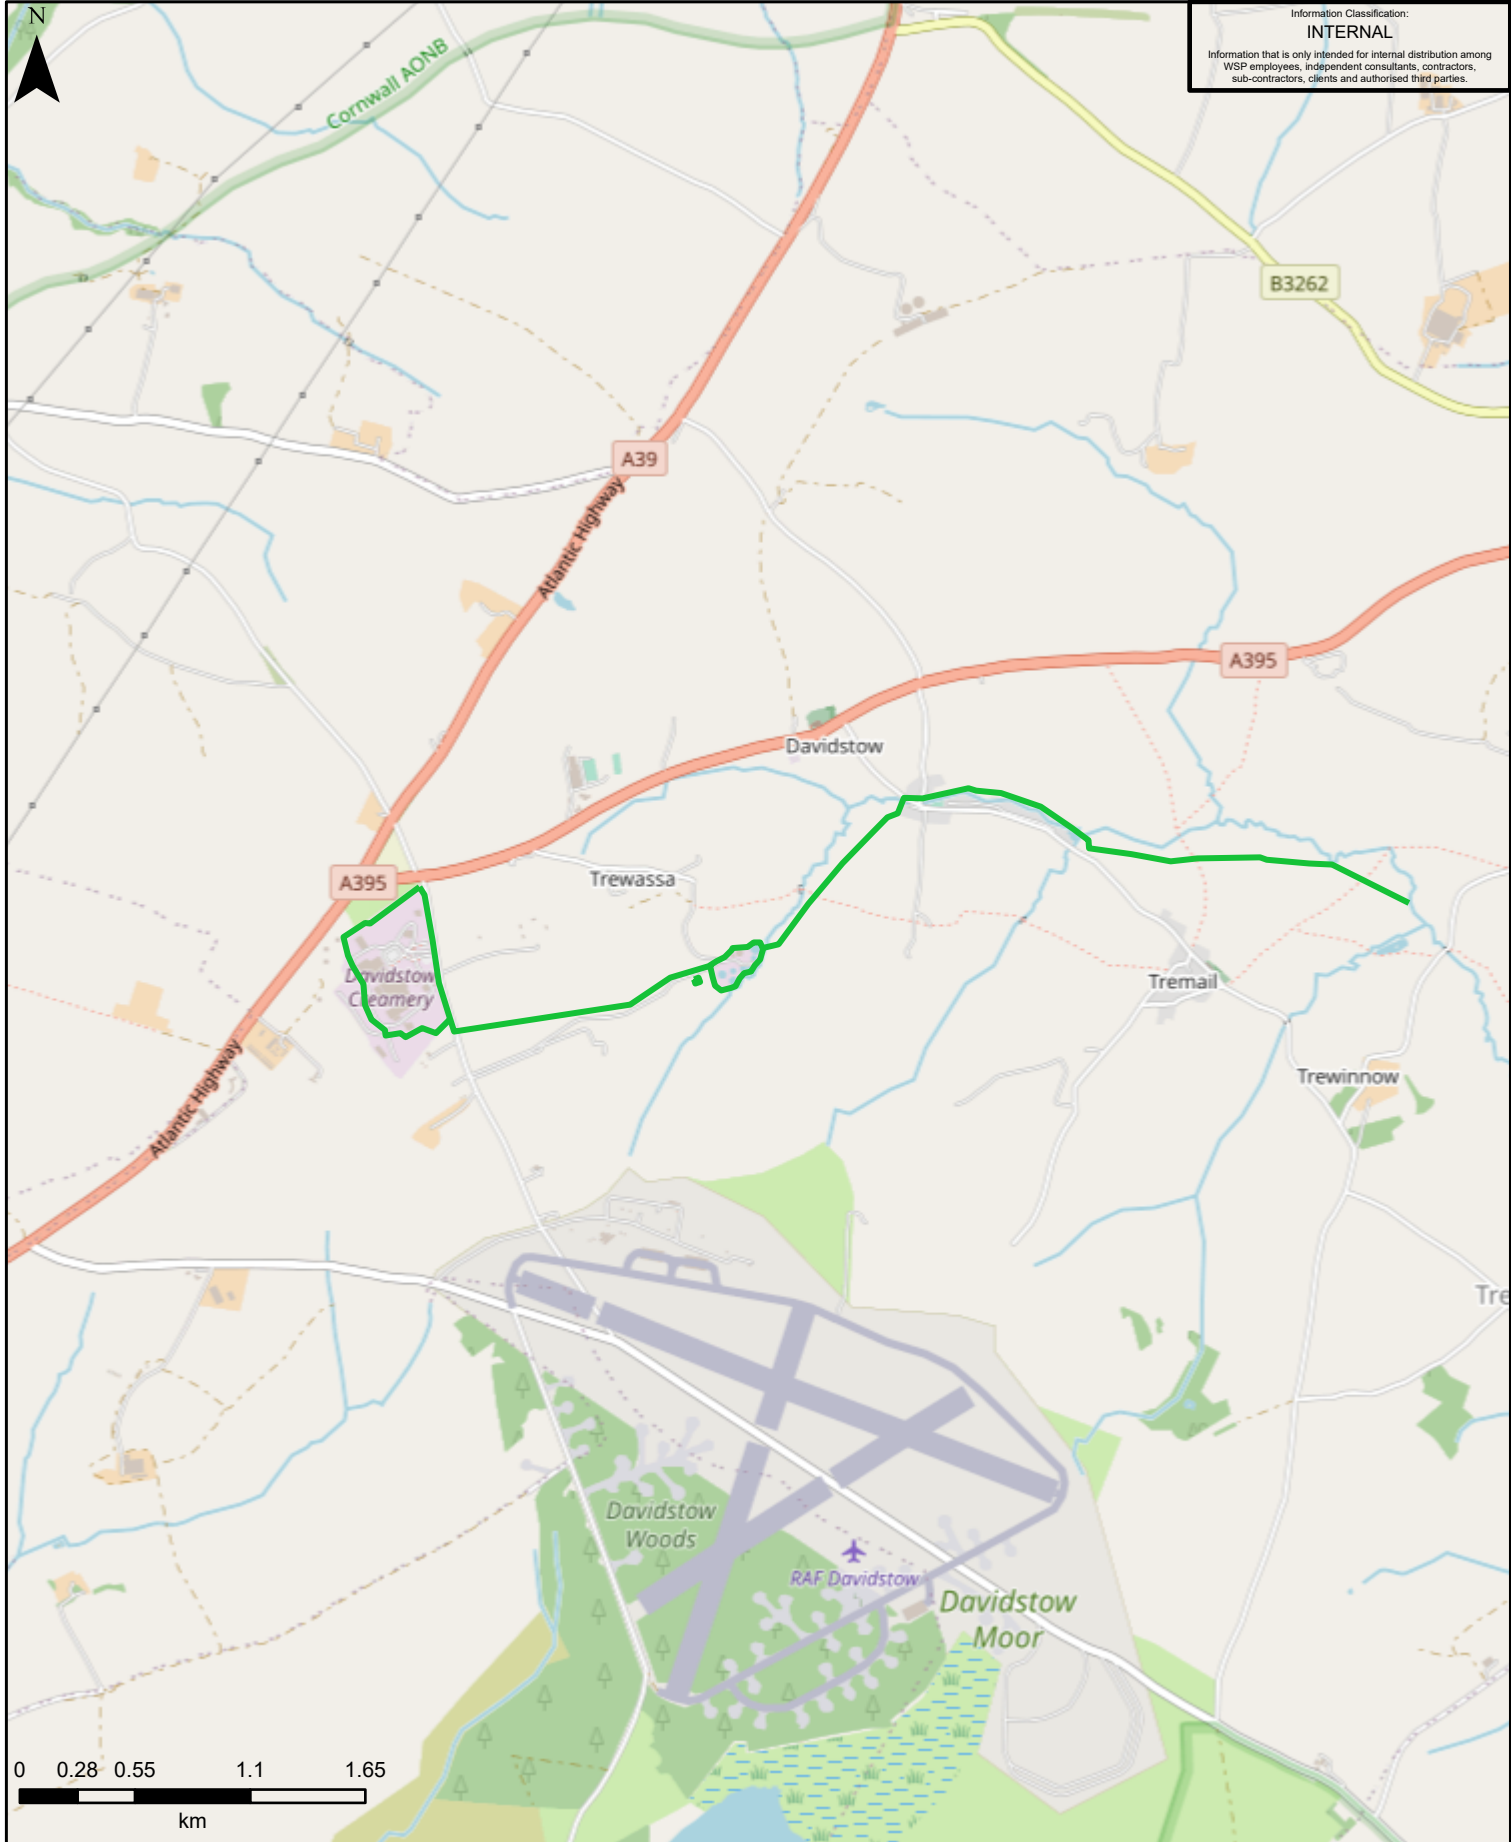 N
Information Classification:
INTERNAL
Information that is only intended for internal distribution among
WSP employees, independent consultants, contractors,
sub-contractors, clients and authorised third parties.
Cornwall AONB
B3262
A39
Atlantic Highway
A395
Davidstow
A395
Trewassa
Davidstow
Creamery
Tremail
Trewinnow
Atlantic Highway
Tre
Davidstow
Woods
RAF Davidstow
Davidstow
Moor
0 0.28 0.55 1.1 1.65
km